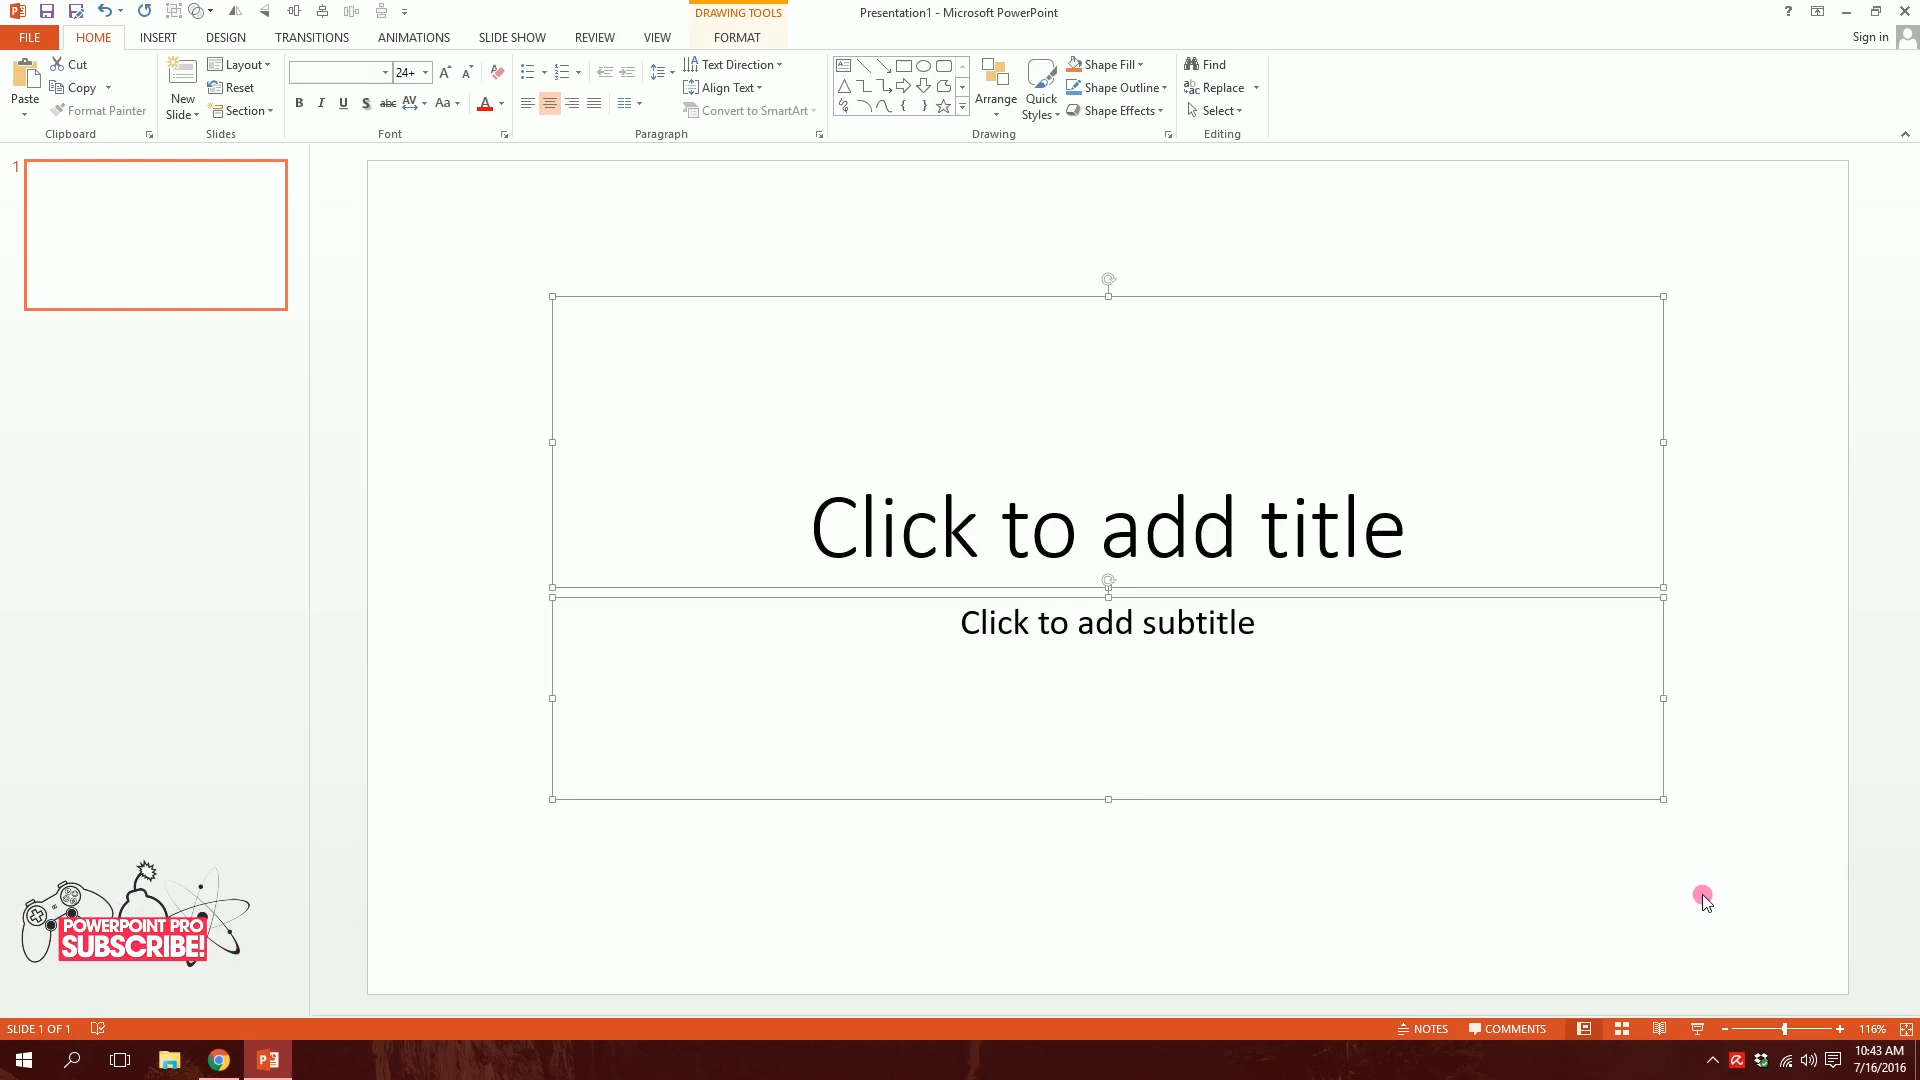 DRAWING TOOLS
Presentation1 - Microsoft PowerPoint
?
FILE
HOME
INSERT
DESIGN
TRANSITIONS
ANIMATIONS
SLIDE SHOW
REVIEW
VIEW
FORMAT
Sign in
Paste
Cut
Copy
Format Painter
Clipboard
New
Slide
Layout
Reset
Section
Slides
24+
B I U S abc AV Aa A
Font
Text Direction
Align Text
Convert to SmartArt
Paragraph
Arrange
Quick
Styles
Shape Fill
Shape Outline
Shape Effects
Drawing
Find
Replace
Select
Editing
1
Click to add title
Click to add subtitle
POWERPOINT PRO
SUBSCRIBE!
SLIDE 1 OF 1
NOTES
COMMENTS
116%
10:43 AM
7/16/2016